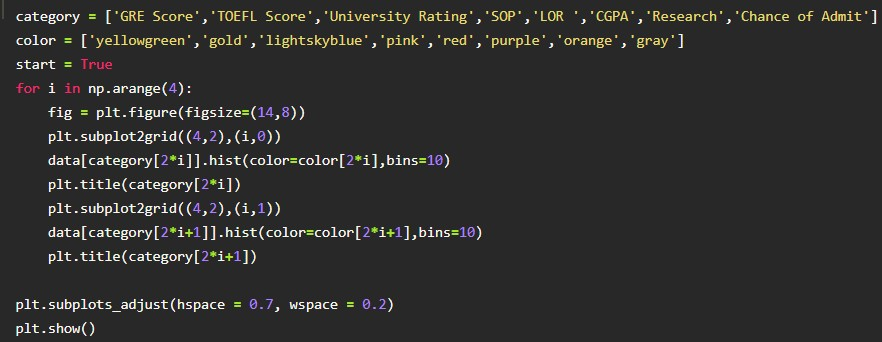 category = ['GRE Score','TOEFL Score','University Rating','SOP','LOR ','CGPA','Research','Chance of Admit']
color = ['yellowgreen','gold','lightskyblue','pink','red','purple','orange','gray']
start = True
for i in np.arange(4):
    fig = plt.figure(figsize=(14,8))
    plt.subplot2grid((4,2),(i,0))
    data[category[2*i]].hist(color=color[2*i],bins=10)
    plt.title(category[2*i])
    plt.subplot2grid((4,2),(i,1))
    data[category[2*i+1]].hist(color=color[2*i+1],bins=10)
    plt.title(category[2*i+1])

plt.subplots_adjust(hspace = 0.7, wspace = 0.2)
plt.show()